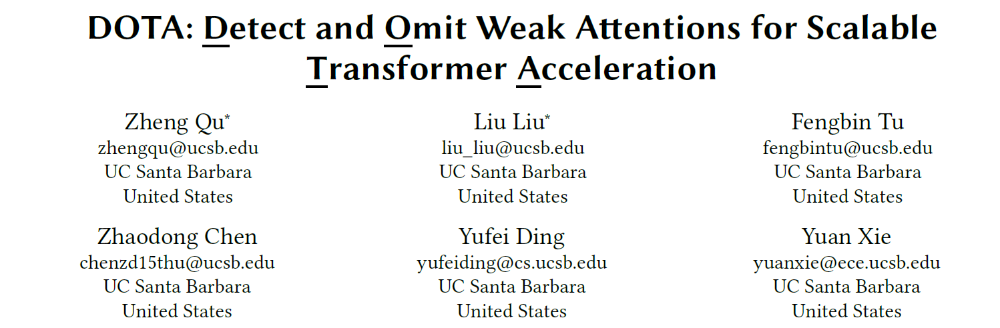 DOTA: Detect and Omit Weak Attentions for Scalable
Transformer Acceleration
Zheng Qu*
zhengqu@ucsb.edu
UC Santa Barbara
United States
Liu Liu*
liu_liu@ucsb.edu
UC Santa Barbara
United States
Fengbin Tu
fengbintu@ucsb.edu
UC Santa Barbara
United States
Zhaodong Chen
chenzd15thu@ucsb.edu
UC Santa Barbara
United States
Yufei Ding
yufeiding@cs.ucsb.edu
UC Santa Barbara
United States
Yuan Xie
yuanxie@ece.ucsb.edu
UC Santa Barbara
United States